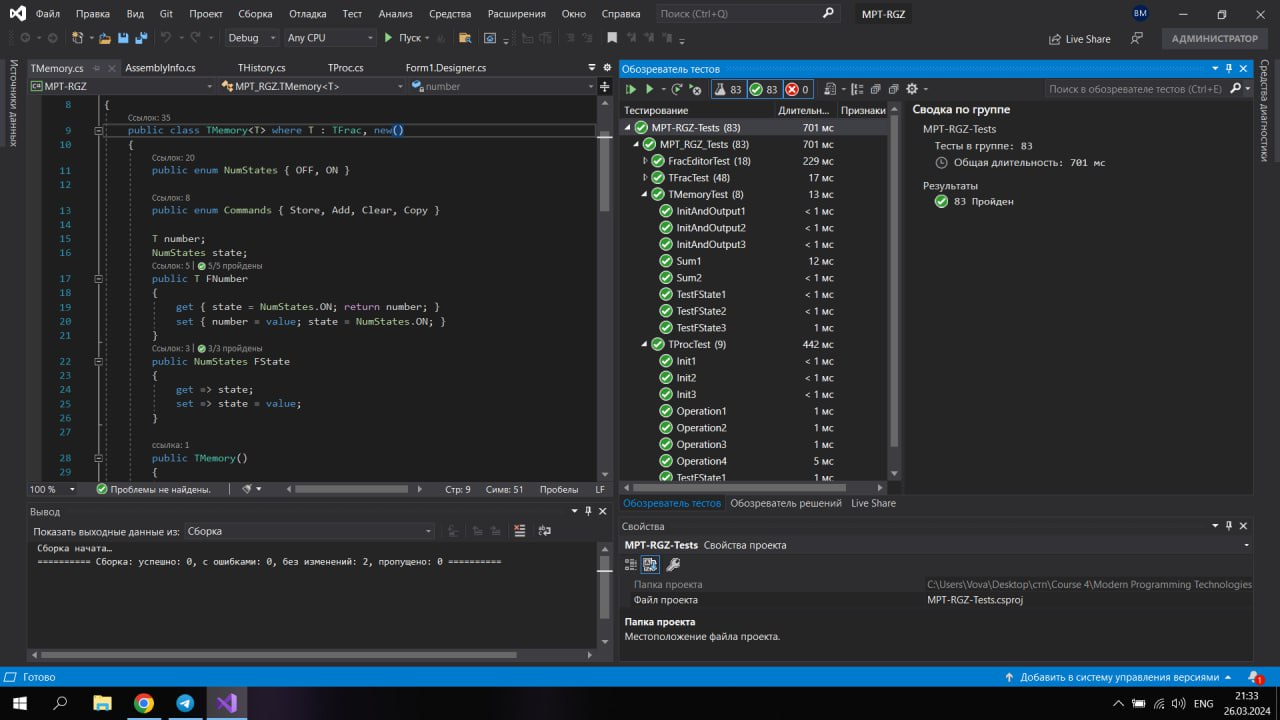 Файл Правка Вид Git Проект Сборка Отладка Тест Анализ Средства Расширения Окно Справка Поиск (Ctrl+Q) MPT-RGZ BM
Debug Any CPU Пуск Live Share АДМИНИСТРАТОР
Источники данных
TMemory.cs AssemblyInfo.cs THistory.cs TProc.cs Form1.Designer.cs
MPT-RGZ MPT_RGZ.TMemory<T> number
8 {
Ссылок: 35
9 public class TMemory<T> where T : TFrac, new()
10 {
Ссылок: 20
11 public enum NumStates { OFF, ON }
12
Ссылок: 8
13 public enum Commands { Store, Add, Clear, Copy }
14
15 T number;
16 NumStates state;
Ссылок: 5 | 5/5 пройдены
17 public T FNumber
18 {
19 get { state = NumStates.ON; return number; }
20 set { number = value; state = NumStates.ON; }
21 }
Ссылок: 3 | 3/3 пройдены
22 public NumStates FState
23 {
24 get => state;
25 set => state = value;
26 }
27
ссылка: 1
28 public TMemory()
29 {
100 % Проблемы не найдены. Стр: 9 Симв: 51 Пробелы LF
Обозреватель тестов
83 83 0 Поиск в обозревателе тестов (Ctrl+E)
Тестирование Длительн... Признаки
MPT-RGZ-Tests (83) 701 мс
MPT_RGZ_Tests (83) 701 мс
FracEditorTest (18) 229 мс
TFracTest (48) 17 мс
TMemoryTest (8) 13 мс
InitAndOutput1 < 1 мс
InitAndOutput2 < 1 мс
InitAndOutput3 < 1 мс
Sum1 12 мс
Sum2 < 1 мс
TestFState1 < 1 мс
TestFState2 < 1 мс
TestFState3 1 мс
TProcTest (9) 442 мс
Init1 < 1 мс
Init2 < 1 мс
Init3 < 1 мс
Operation1 1 мс
Operation2 1 мс
Operation3 1 мс
Operation4 5 мс
TestFState1 1 мс
Сводка по группе
MPT-RGZ-Tests
Тесты в группе: 83
Общая длительность: 701 мс
Результаты
83 Пройден
Средства диагностики
Обозреватель тестов Обозреватель решений Live Share
Вывод
Показать выходные данные из: Сборка
Сборка начата…
========== Сборка: успешно: 0, с ошибками: 0, без изменений: 2, пропущено: 0 ==========
Свойства
MPT-RGZ-Tests Свойства проекта
Папка проекта C:\Users\Vova\Desktop\стп\Course 4\Modern Programming Technologies
Файл проекта MPT-RGZ-Tests.csproj
Папка проекта
Местоположение файла проекта.
Готово Добавить в систему управления версиями 1
ENG 21:33
26.03.2024